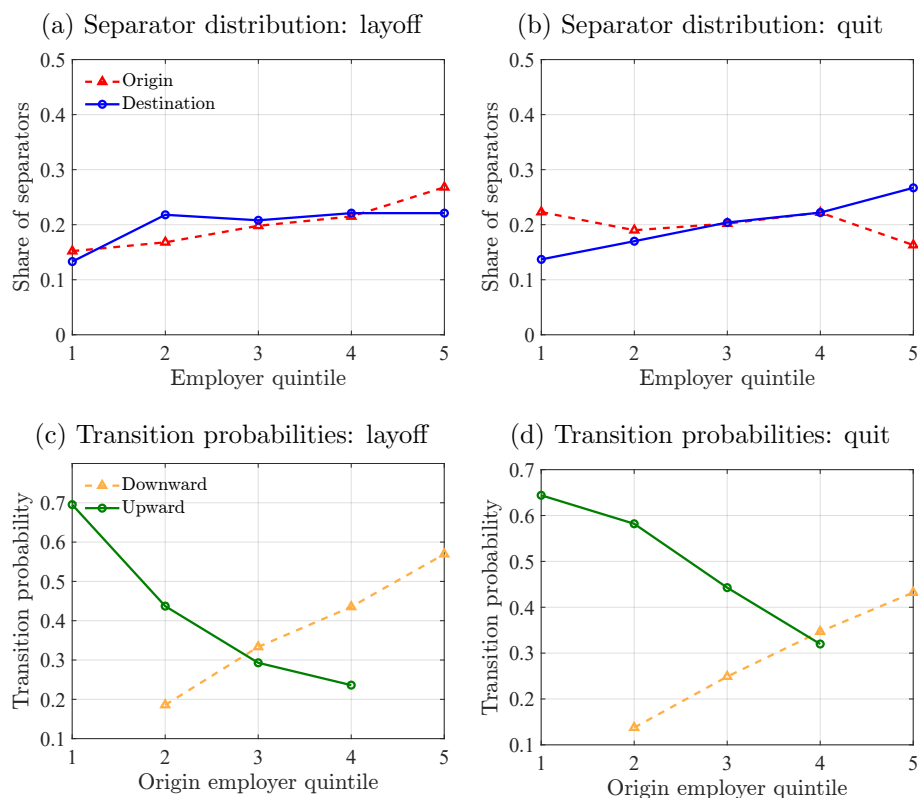 (a) Separator distribution: layoff
Share of separators
0.5
0.4
0.3
0.2
0.1
0
Origin
Destination
1 2 3 4 5
Employer quintile
(b) Separator distribution: quit
Share of separators
0.5
0.4
0.3
0.2
0.1
0
1 2 3 4 5
Employer quintile
(c) Transition probabilities: layoff
Transition probability
0.7
0.6
0.5
0.4
0.3
0.2
0.1
Downward
Upward
1 2 3 4 5
Origin employer quintile
(d) Transition probabilities: quit
Transition probability
0.7
0.6
0.5
0.4
0.3
0.2
0.1
1 2 3 4 5
Origin employer quintile